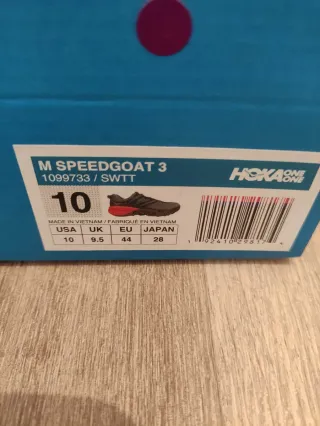 M SPEEDGOAT 3
1099733 / SWTT
HOKA ONE ONE
10
MADE IN VIETNAM / FABRIQUÉ EN VIETNAM
USA UK EU JAPAN
10 9.5 44 28